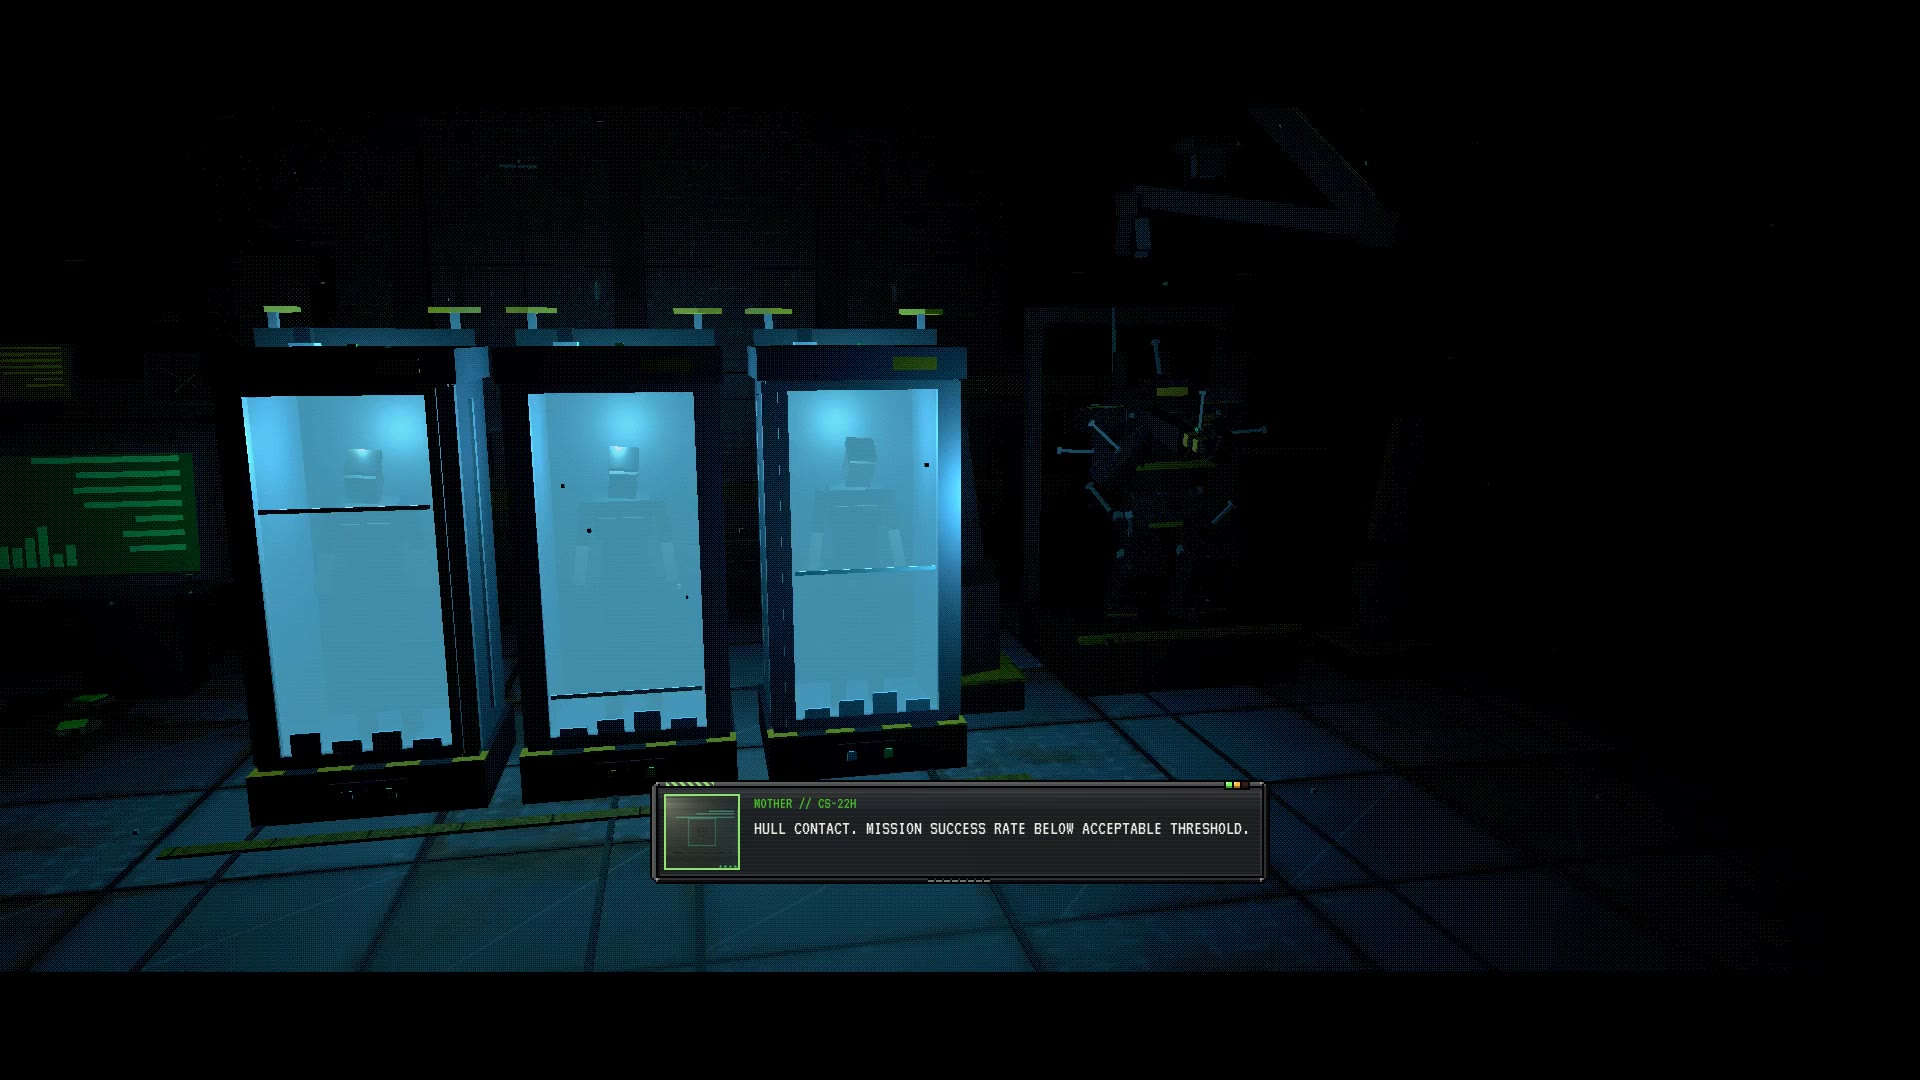 MOTHER // CS-22H
HULL CONTACT. MISSION SUCCESS RATE BELOW ACCEPTABLE THRESHOLD.